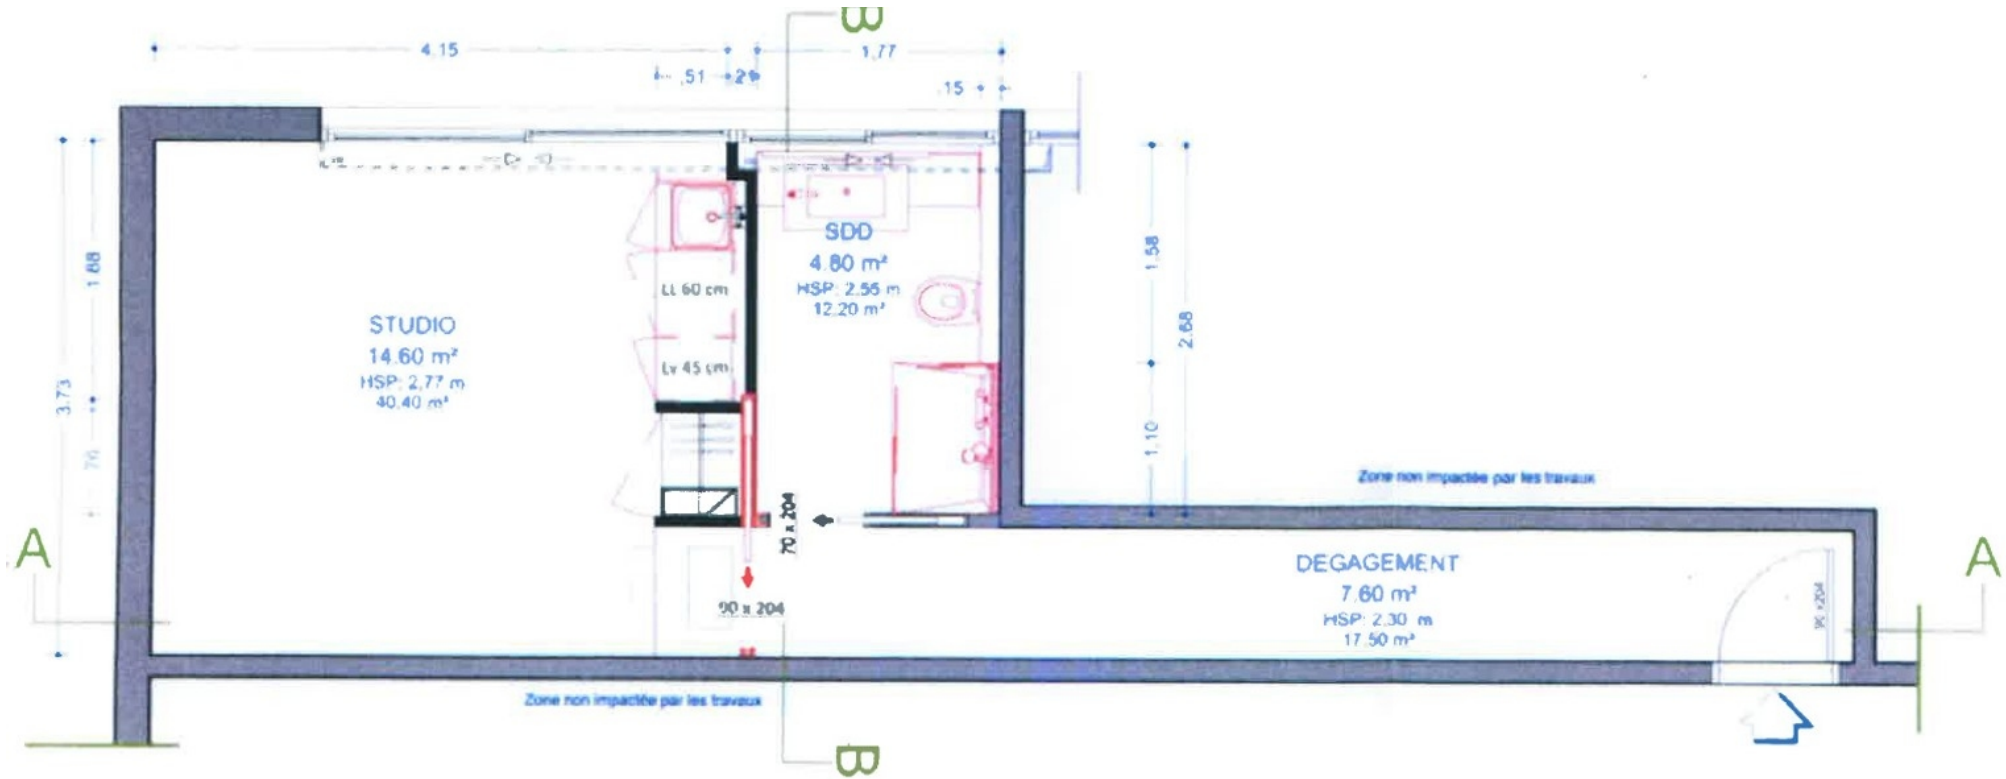 B
4.15
1,77
.51
21
.15
1.88
3.73
76
STUDIO
14.60 m²
HSP: 2,77 m
40.40 m³
LL 60 cm
Lv 45 cm
SDD
4.80 m²
HSP: 2.55 m
12.20 m³
1.58
2.68
1.10
70 x 204
90 x 204
Zone non impactée par les travaux
A
DEGAGEMENT
7.60 m²
HSP: 2.30 m
17.50 m³
90 x204
A
Zone non impactée par les travaux
B